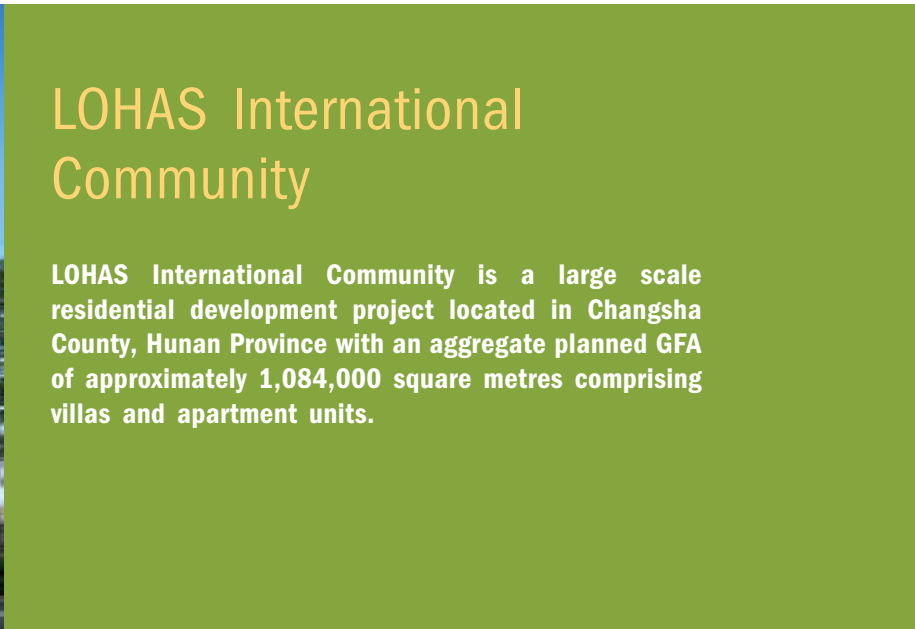 LOHAS International
Community
LOHAS International Community is a large scale
residential development project located in Changsha
County, Hunan Province with an aggregate planned GFA
of approximately 1,084,000 square metres comprising
villas and apartment units.